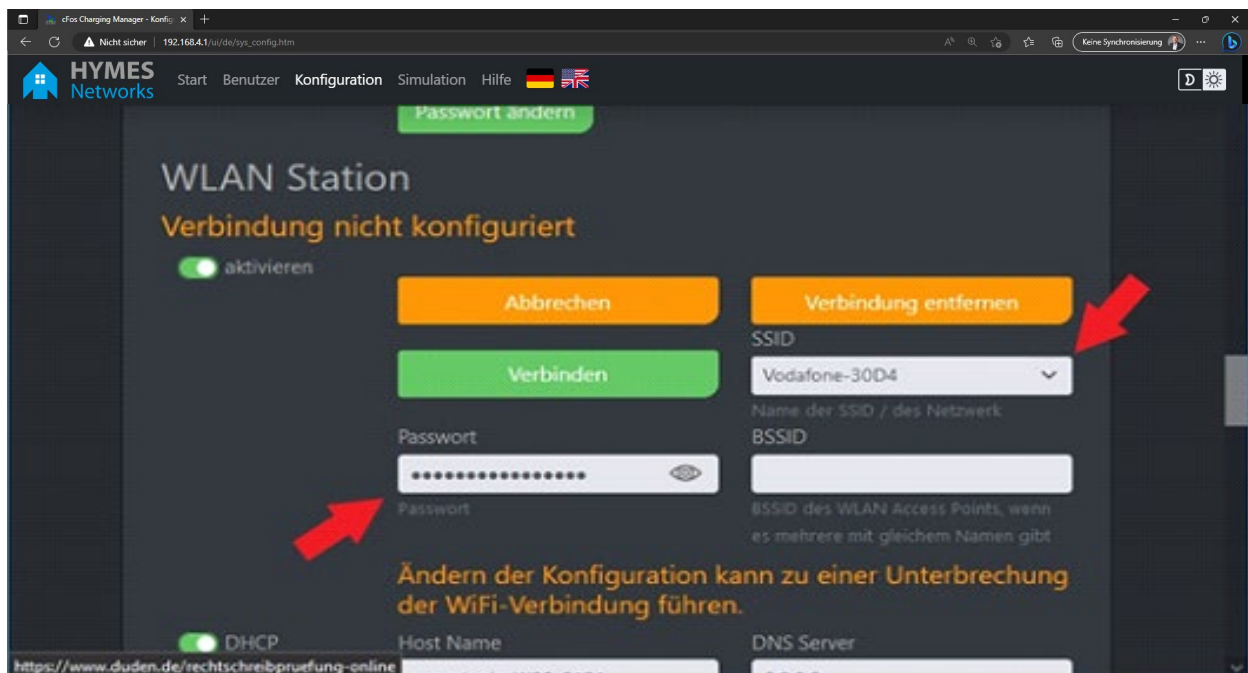 cFos Charging Manager - Konfig
Nicht sicher | 192.168.4.1/ui/de/sys_config.htm
Keine Synchronisierung
HYMES
Networks
Start Benutzer Konfiguration Simulation Hilfe
D
Passwort ändern
WLAN Station
Verbindung nicht konfiguriert
aktivieren
Abbrechen Verbindung entfernen
SSID
Verbinden Vodafone-30D4
Name der SSID / des Netzwerk
Passwort BSSID
Passwort BSSID des WLAN Access Points, wenn
es mehrere mit gleichem Namen gibt
Ändern der Konfiguration kann zu einer Unterbrechung
der WiFi-Verbindung führen.
DHCP Host Name DNS Server
https://www.duden.de/rechtschreibpruefung-online